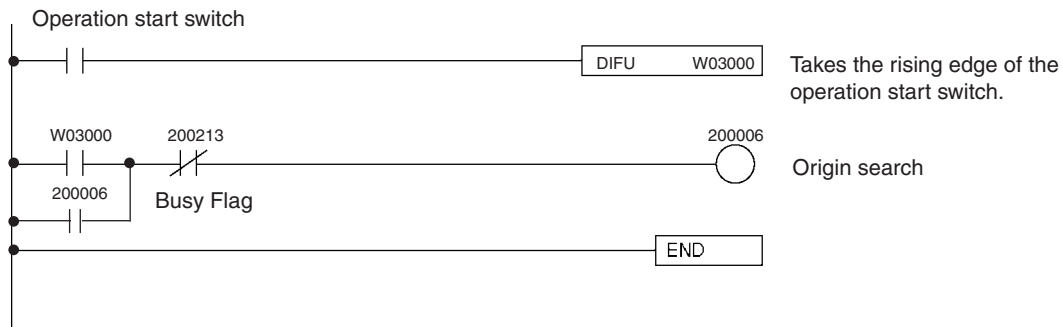 Operation start switch
DIFU W03000
Takes the rising edge of the
operation start switch.
W03000 200213 200006
Origin search
200006
Busy Flag
END